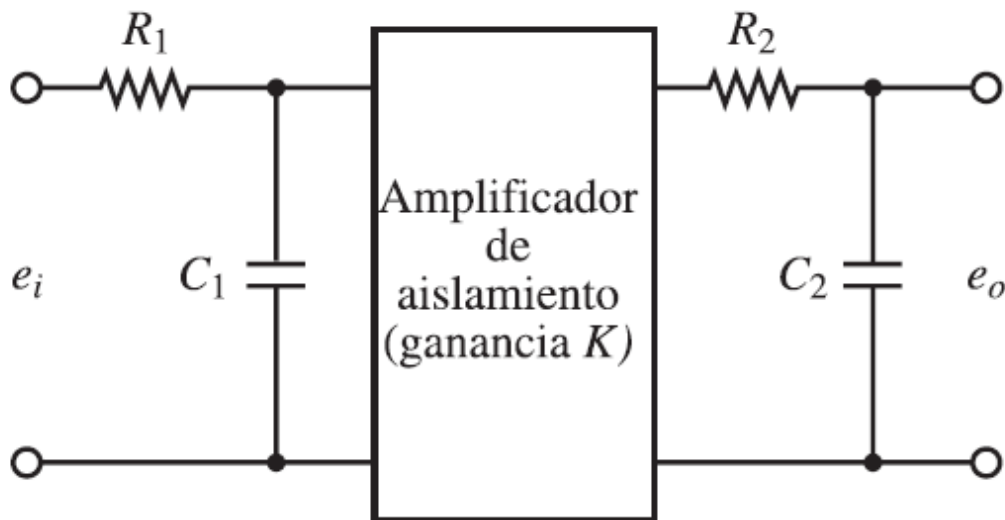 R1
R2
Amplificador
de
aislamiento
(ganancia K)
ei
C1
C2
eo